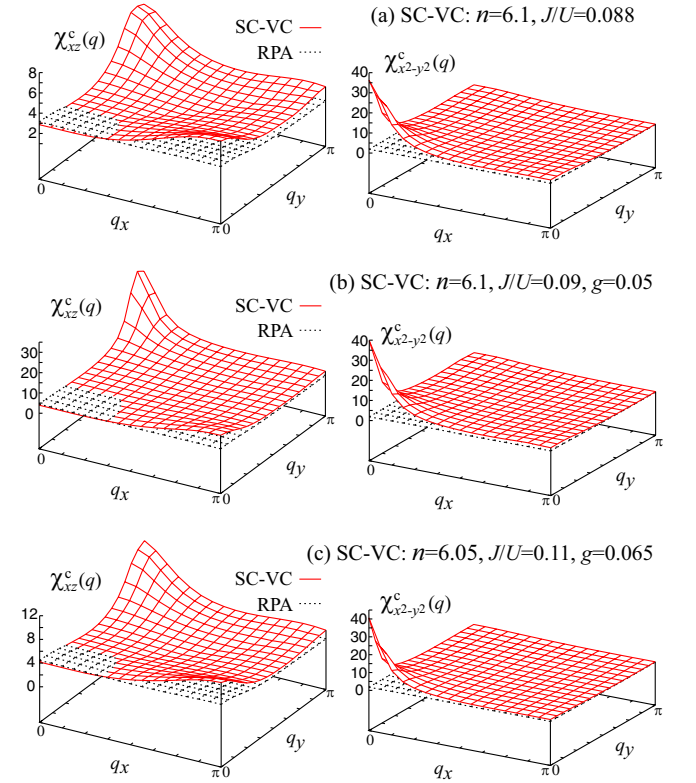 (a) SC-VC: n=6.1, J/U=0.088
χᶜxz(q)
SC-VC
RPA
8
6
4
2
0
qx
π
0
qy
π
χᶜx2-y2(q)
40
35
30
25
20
15
10
5
0
0
qx
π
0
qy
π
(b) SC-VC: n=6.1, J/U=0.09, g=0.05
χᶜxz(q)
SC-VC
RPA
30
20
10
0
0
qx
π
0
qy
π
χᶜx2-y2(q)
40
30
20
10
0
0
qx
π
0
qy
π
(c) SC-VC: n=6.05, J/U=0.11, g=0.065
χᶜxz(q)
SC-VC
RPA
12
8
4
0
0
qx
π
0
qy
π
χᶜx2-y2(q)
40
30
20
10
0
0
qx
π
0
qy
π